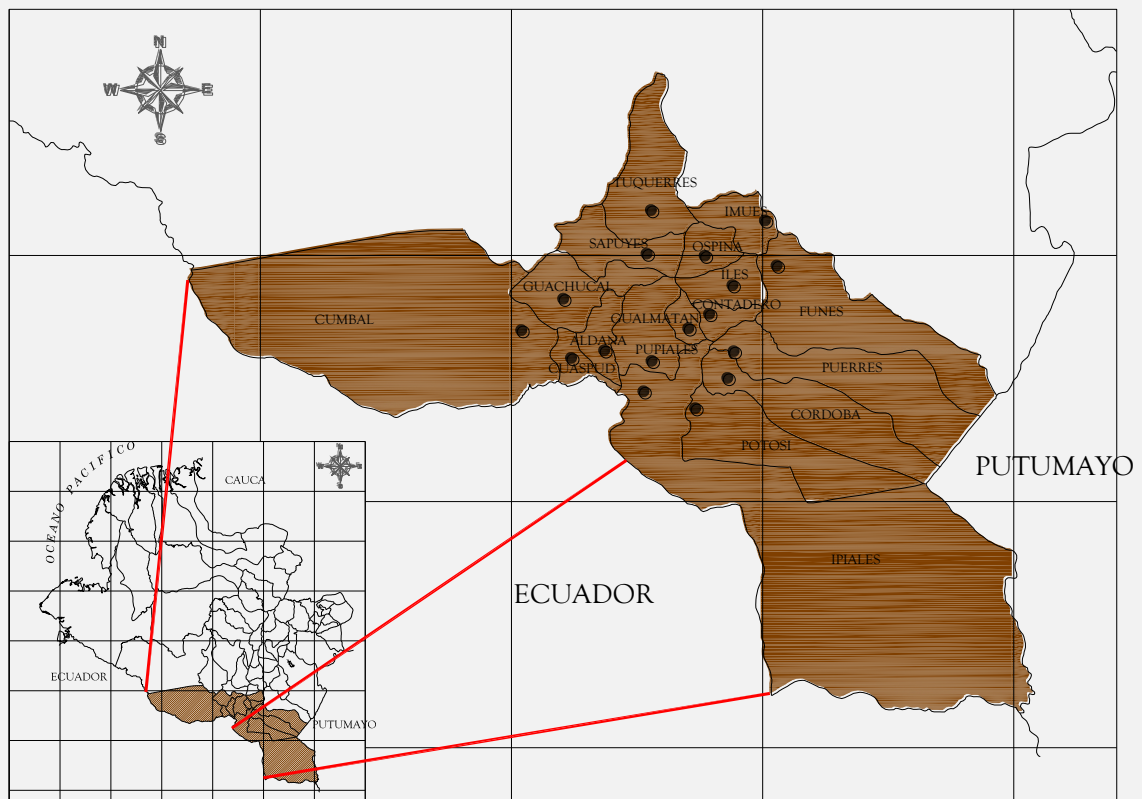 N
W E
S
TUQUERRES
IMUES
SAPUYES
OSPINA
ILES
GUACHUCAL
CONTADERO
FUNES
CUMBAL
GUALMATAN
ALDANA
PUPIALES
CUASPUD
PUERRES
CORDOBA
POTOSI
PUTUMAYO
IPIALES
ECUADOR
OCEANO PACIFICO
CAUCA
ECUADOR
PUTUMAYO